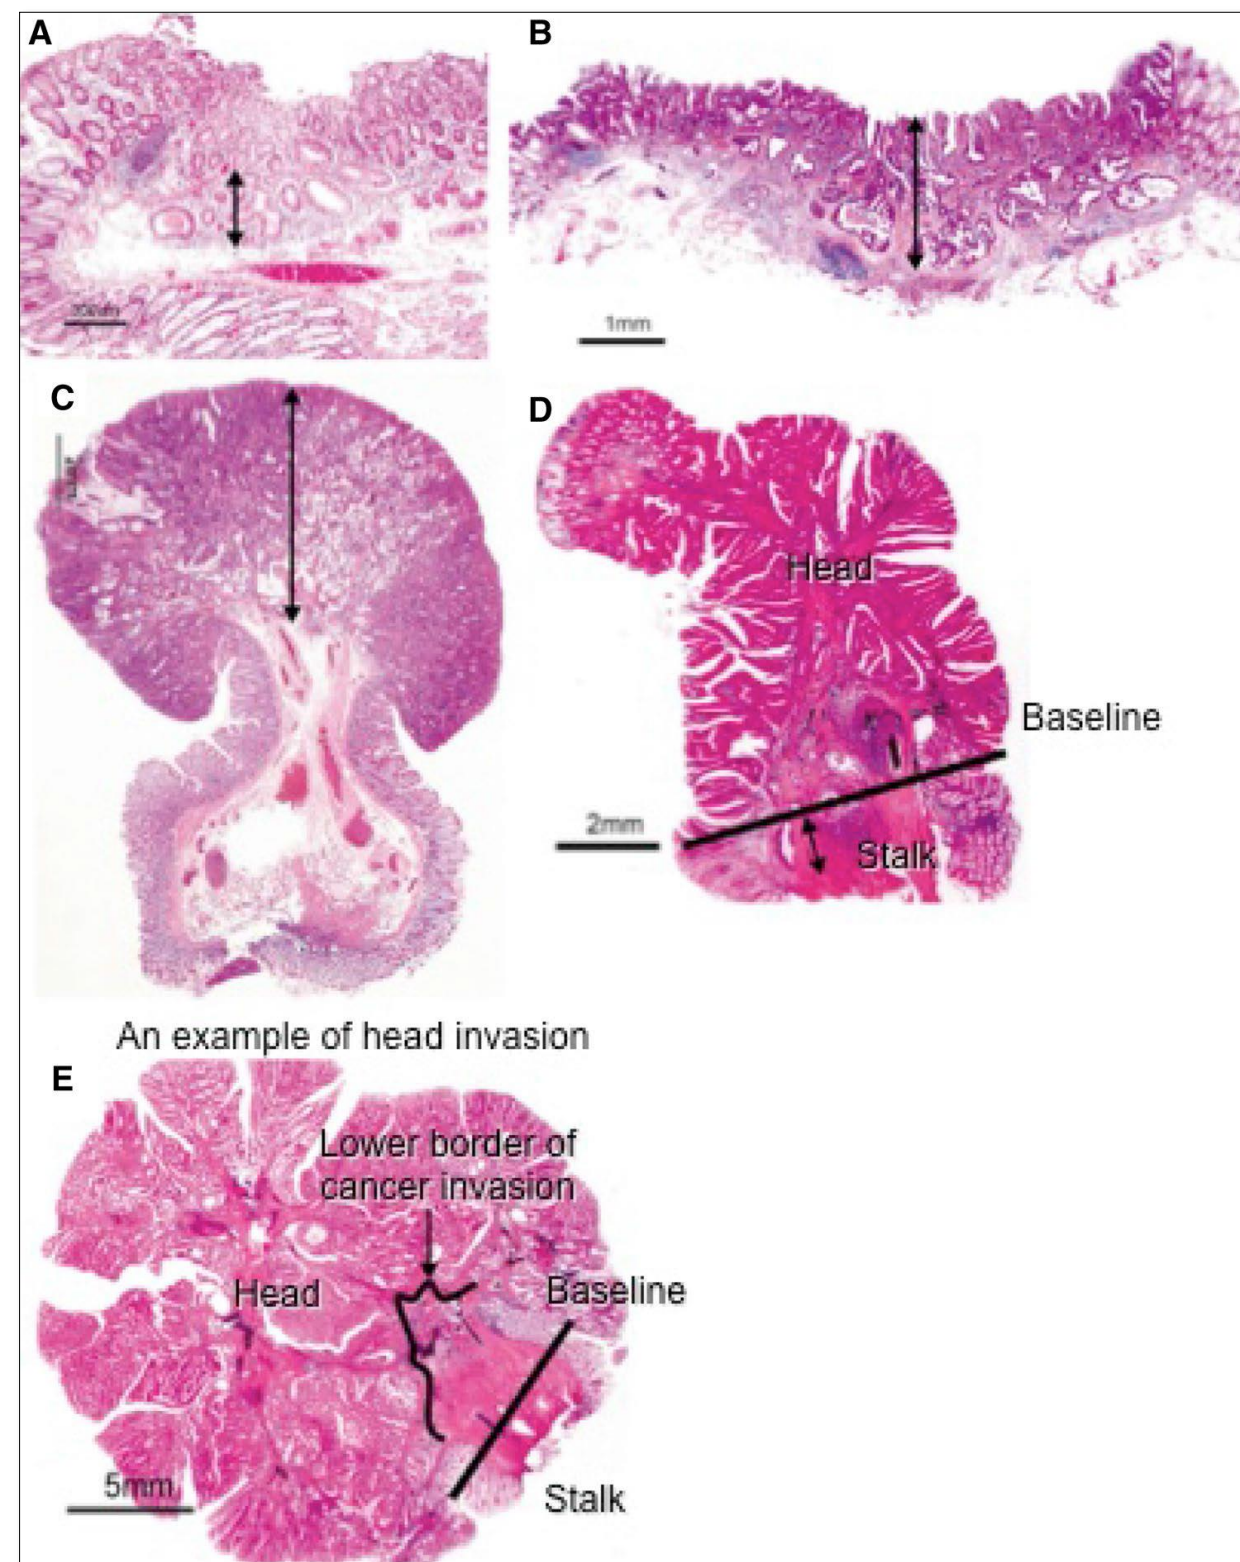 A
B
1mm
C
D
Head
Baseline
2mm
Stalk
An example of head invasion
E
Lower border of
cancer invasion
Head
Baseline
5mm
Stalk